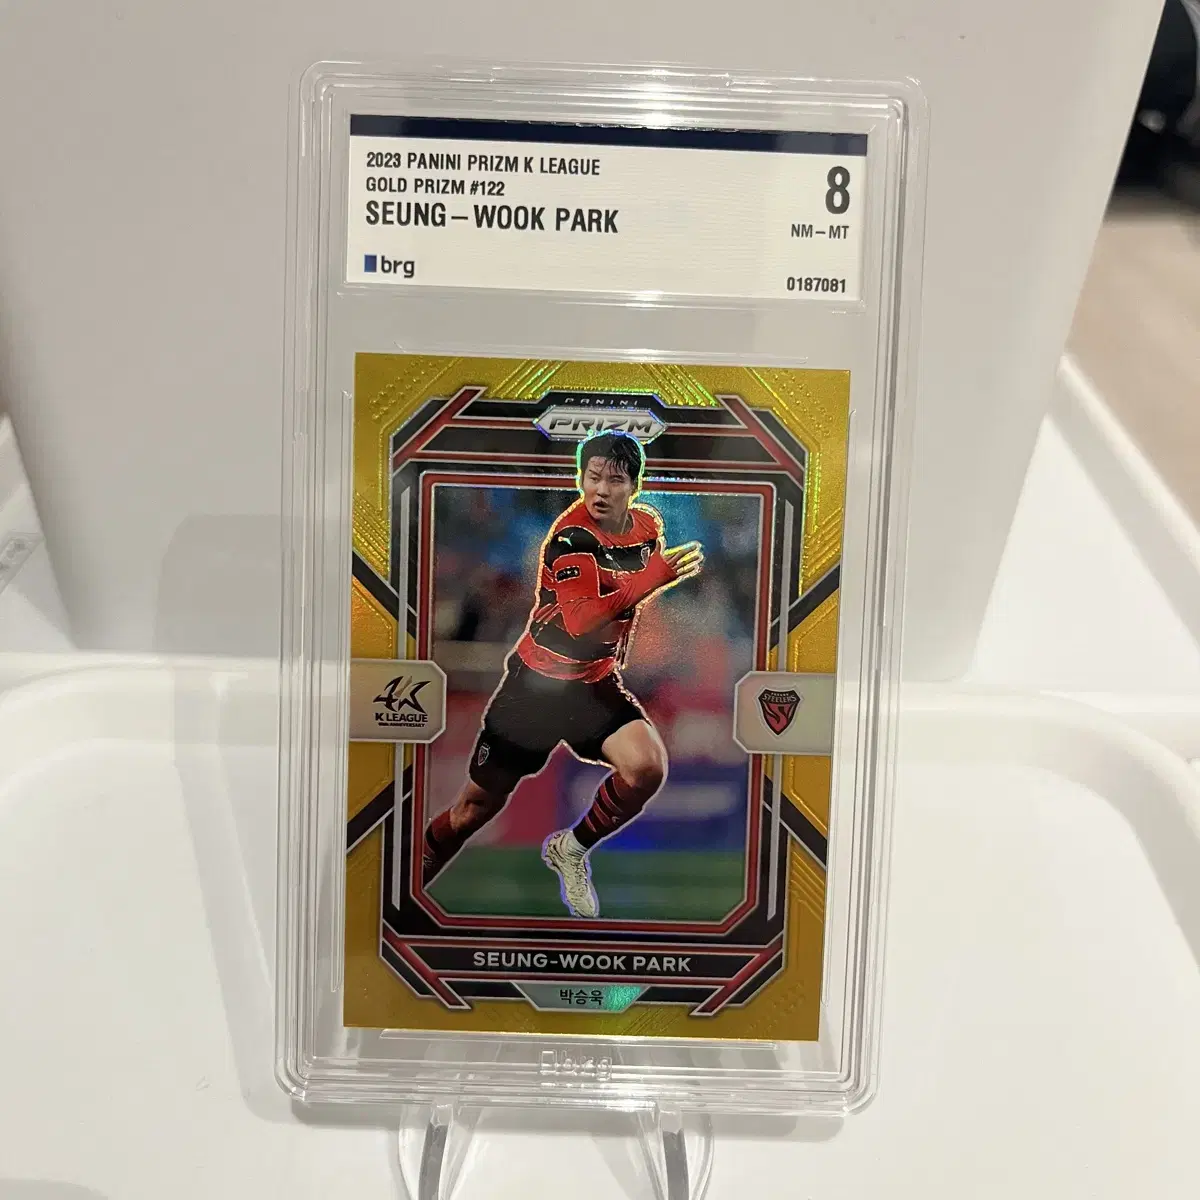 2023 PANINI PRIZM K LEAGUE
GOLD PRIZM #122
SEUNG-WOOK PARK
brg
8
NM-MT
0187081
PANINI
PRIZM
K LEAGUE
STEELERS
SEUNG-WOOK PARK
박승욱
brg